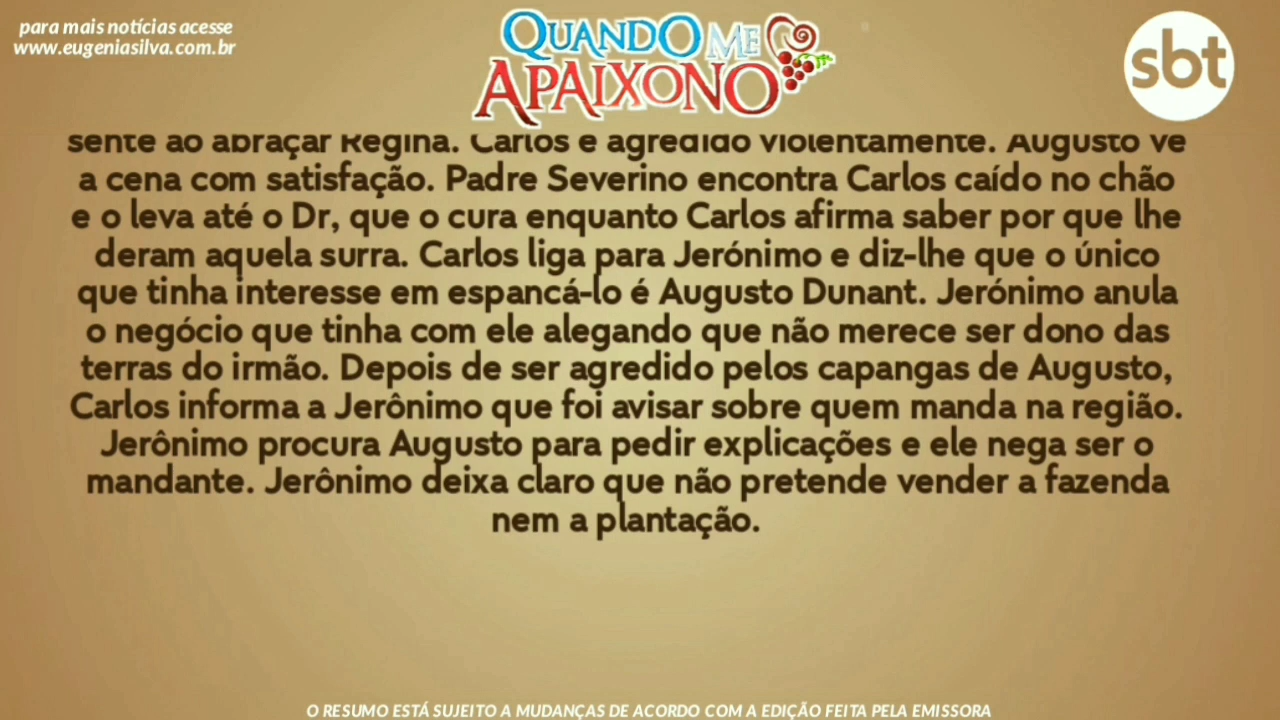 para mais notícias acesse
www.eugeniasilva.com.br
QUANDO ME
APAIXONO
sbt
sente ao abraçar Regina. Carlos é agredido violentamente. Augusto vê
a cena com satisfação. Padre Severino encontra Carlos caído no chão
e o leva até o Dr, que o cura enquanto Carlos afirma saber por que lhe
deram aquela surra. Carlos liga para Jerónimo e diz-lhe que o único
que tinha interesse em espancá-lo é Augusto Dunant. Jerónimo anula
o negócio que tinha com ele alegando que não merece ser dono das
terras do irmão. Depois de ser agredido pelos capangas de Augusto,
Carlos informa a Jerônimo que foi avisar sobre quem manda na região.
Jerônimo procura Augusto para pedir explicações e ele nega ser o
mandante. Jerônimo deixa claro que não pretende vender a fazenda
nem a plantação.
O RESUMO ESTÁ SUJEITO A MUDANÇAS DE ACORDO COM A EDIÇÃO FEITA PELA EMISSORA